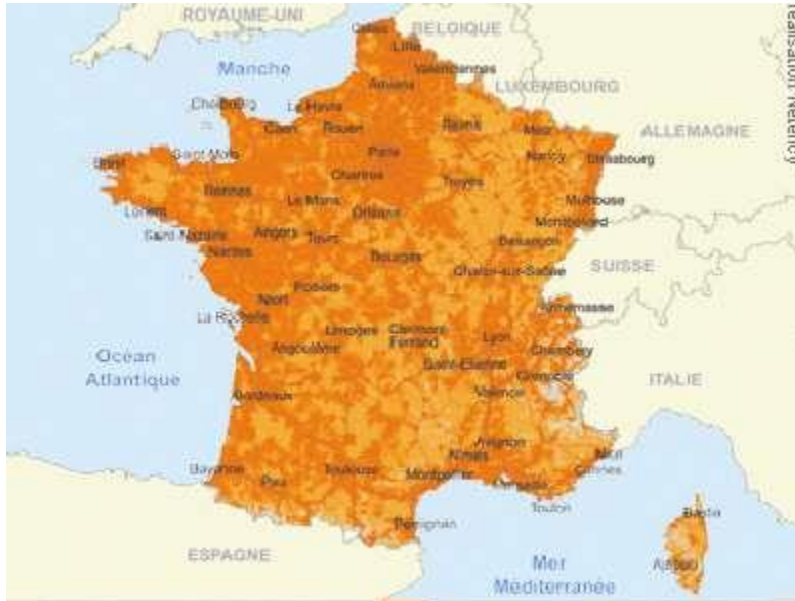 ROYAUME-UNI
BELGIQUE
Calais
Lille
Manche
Valenciennes
LUXEMBOURG
Amiens
Cherbourg
Le Havre
Caen
Rouen
Reims
Metz
ALLEMAGNE
Brest
Saint-Malo
Paris
Nancy
Strasbourg
Rennes
Chartres
Troyes
Lorient
Le Mans
Orléans
Mulhouse
Montbéliard
Saint-Nazaire
Angers
Tours
Besançon
Nantes
Bourges
Chalon-sur-Saône
SUISSE
Niort
Poitiers
Annemasse
La Rochelle
Limoges
Clermont
Ferrand
Lyon
Angoulême
Chambéry
Océan
Atlantique
Saint-Etienne
Grenoble
ITALIE
Bordeaux
Valence
Avignon
Nîmes
Cannes
Bayonne
Pau
Toulouse
Montpellier
Marseille
Toulon
Perpignan
Bastia
ESPAGNE
Mer
Méditerranée
Ajaccio